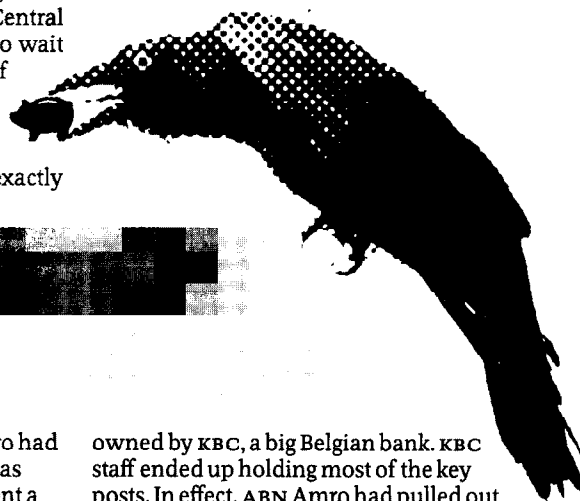 Central
o wait
f
exactly
ro had
as
nt a
owned by KBC, a big Belgian bank. KBC
staff ended up holding most of the key
posts. In effect, ABN Amro had pulled out